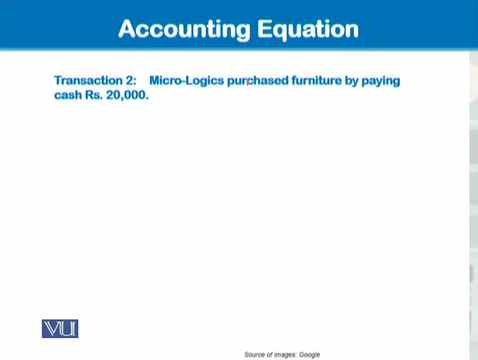 Accounting Equation
Transaction 2: Micro-Logics purchased furniture by paying
cash Rs. 20,000.
VU
Source of images: Google